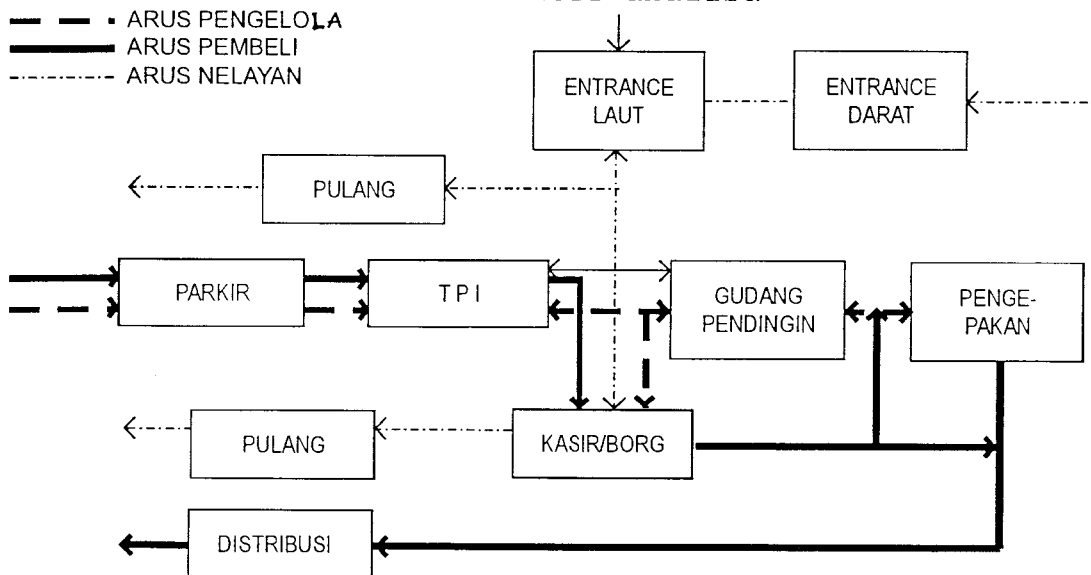 ARUS PENGELOLA
ARUS PEMBELI
ARUS NELAYAN
ENTRANCE
LAUT
ENTRANCE
DARAT
PULANG
PARKIR
TPI
GUDANG
PENDINGIN
PENGE-
PAKAN
PULANG
KASIR/BORG
DISTRIBUSI